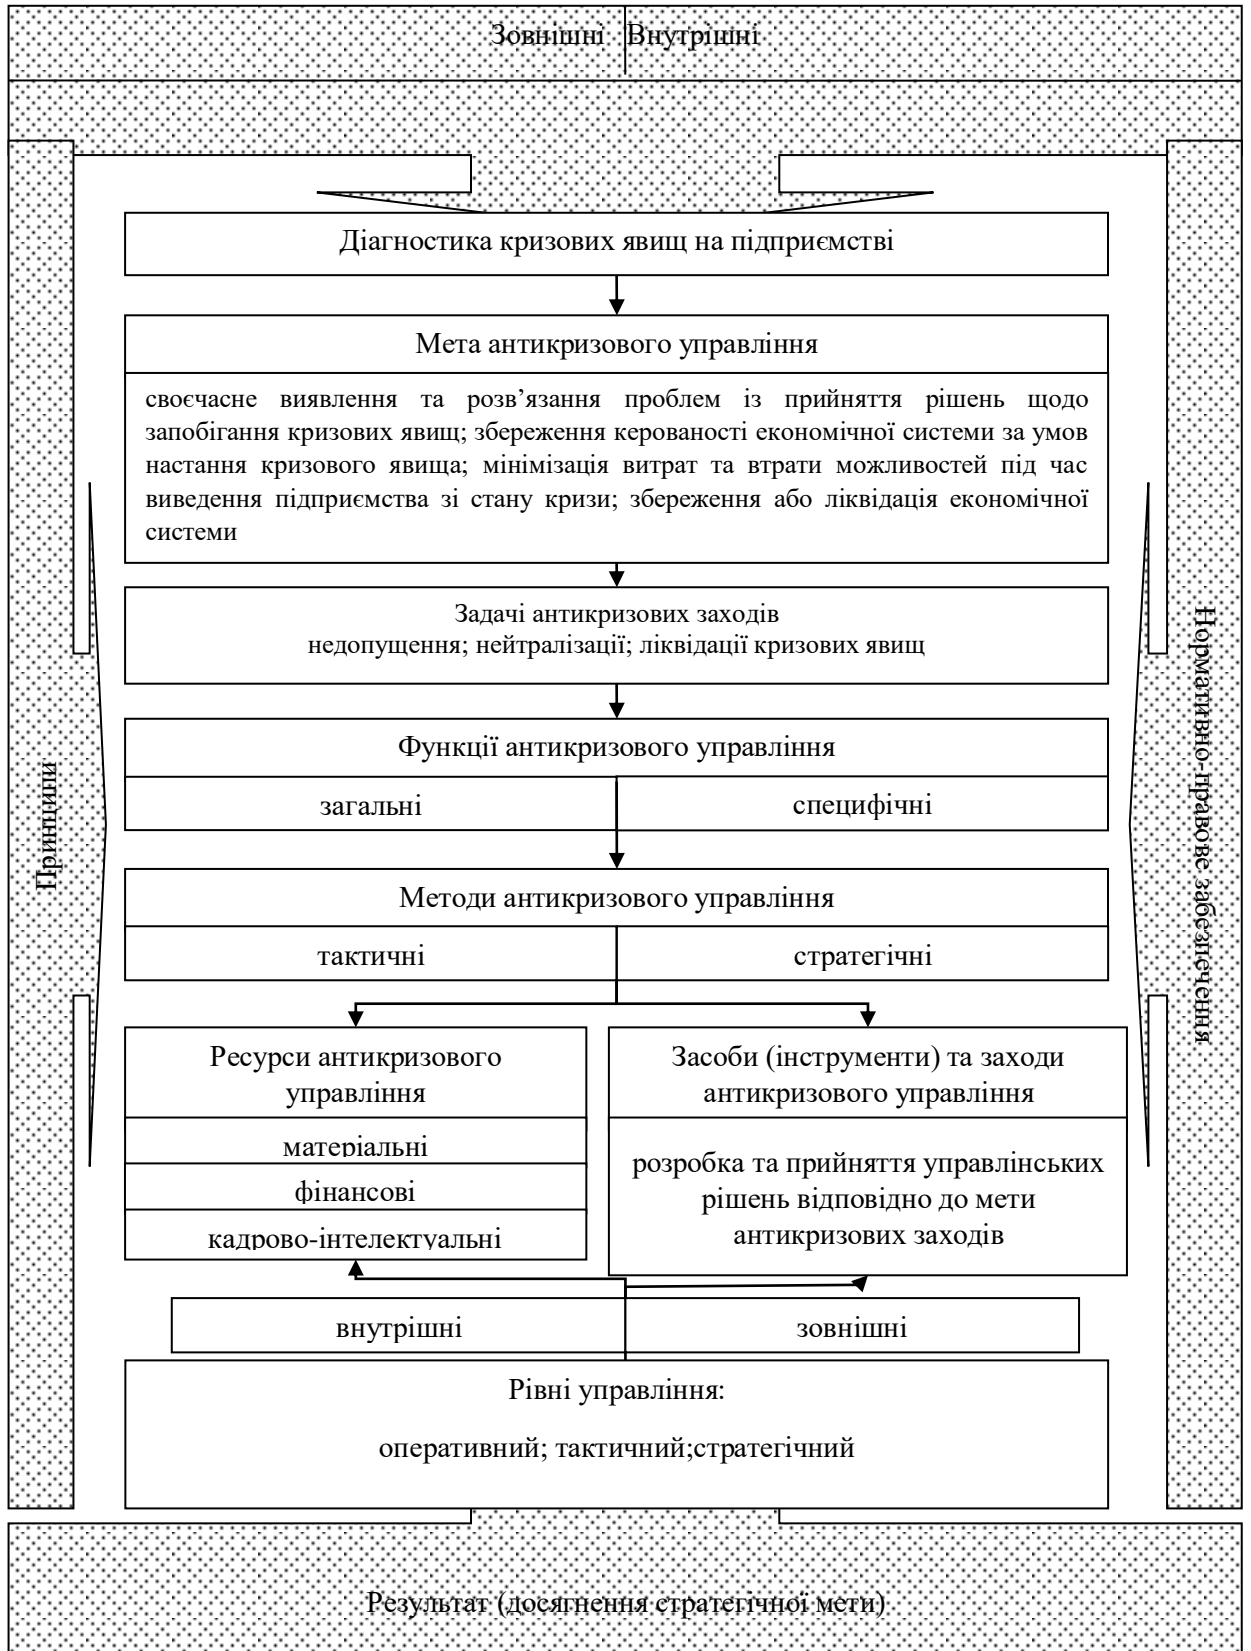 Зовнішні Внутрішні
Діагностика кризових явищ на підприємстві
Мета антикризового управління
своєчасне виявлення та розв’язання проблем із прийняття рішень щодо
запобігання кризових явищ; збереження керованості економічної системи за умов
настання кризового явища; мінімізація витрат та втрати можливостей під час
виведення підприємства зі стану кризи; збереження або ліквідація економічної
системи
Задачі антикризових заходів
недопущення; нейтралізації; ліквідації кризових явищ
Функції антикризового управління
загальні специфічні
Принципи
Нормативно-правове забезпечення
Методи антикризового управління
тактичні стратегічні
Ресурси антикризового
управління
матеріальні
фінансові
кадрово-інтелектуальні
Засоби (інструменти) та заходи
антикризового управління
розробка та прийняття управлінських
рішень відповідно до мети
антикризових заходів
внутрішні зовнішні
Рівні управління:
оперативний; тактичний;стратегічний
Результат (досягнення стратегічної мети)